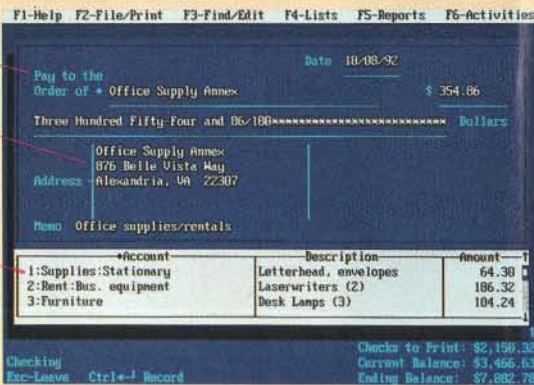 F1-Help F2-File/Print F3-Find/Edit F4-Lists F5-Reports F6-Activities
Date 10/08/92
Pay to the
Order of * Office Supply Annex $ 354.86
Three Hundred Fifty-Four and 86/100************************** Dollars
Office Supply Annex
876 Belle Vista Way
Address Alexandria, VA 22307
Memo Office supplies/rentals
*Account Description Amount
1:Supplies:Stationary Letterhead, envelopes 64.30
2:Rent:Bus. equipment Laserwriters (2) 186.32
3:Furniture Desk Lamps (3) 104.24
Checks to Print: $2,150.32
Checking Current Balance: $3,466.63
Esc-Leave Ctrl↵ Record Ending Balance: $7,882.78